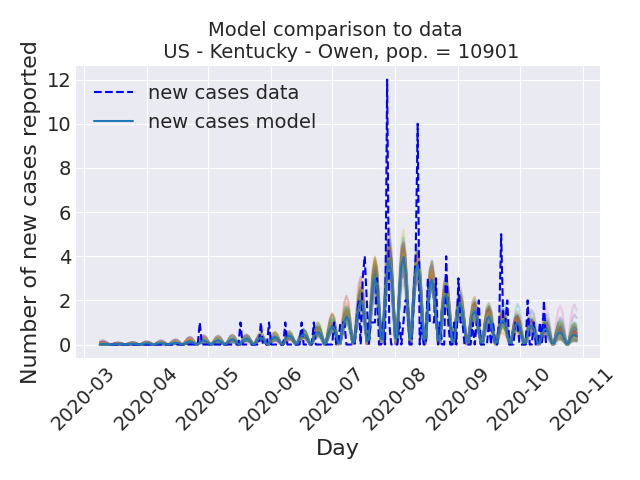 Model comparison to data
US - Kentucky - Owen, pop. = 10901
Number of new cases reported
12
10
8
6
4
2
0
new cases data
new cases model
2020-03
2020-04
2020-05
2020-06
2020-07
2020-08
2020-09
2020-10
2020-11
Day